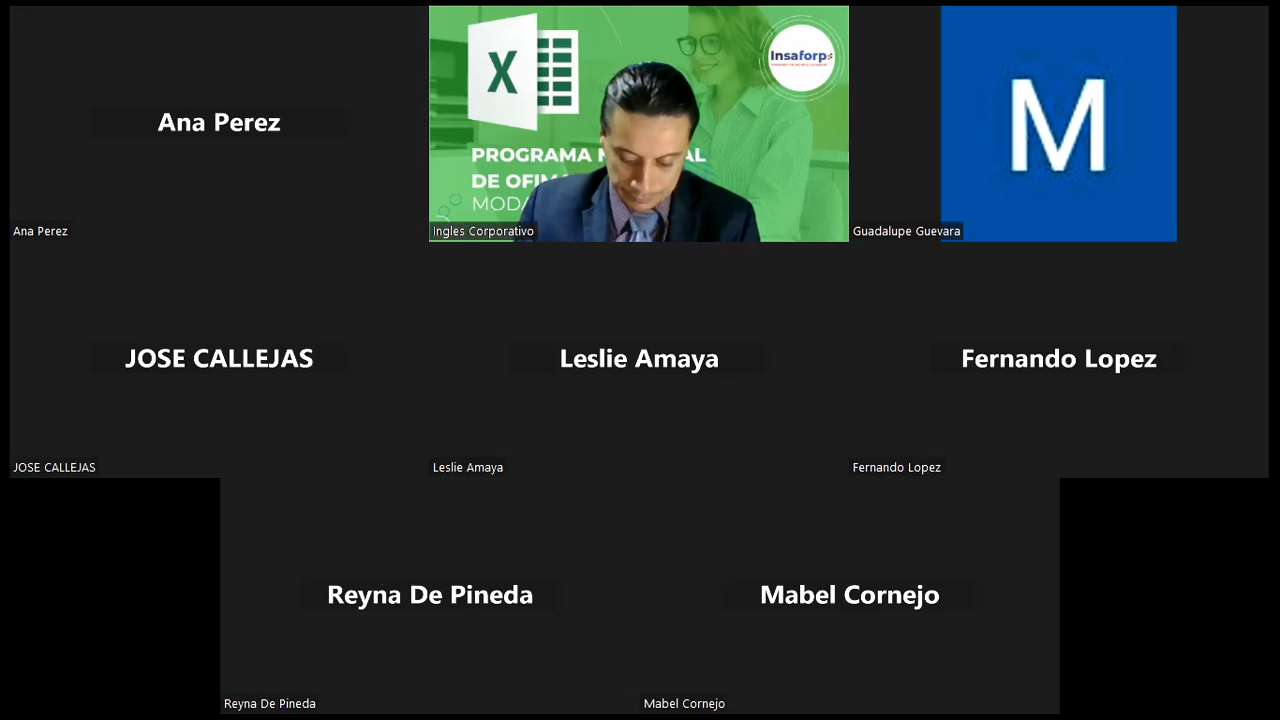 Ana Perez
Ana Perez
X
Insaforp
PROGRAMA N AL
DE OFIM
MODA
Ingles Corporativo
M
Guadalupe Guevara
JOSE CALLEJAS
JOSE CALLEJAS
Leslie Amaya
Leslie Amaya
Fernando Lopez
Fernando Lopez
Reyna De Pineda
Reyna De Pineda
Mabel Cornejo
Mabel Cornejo